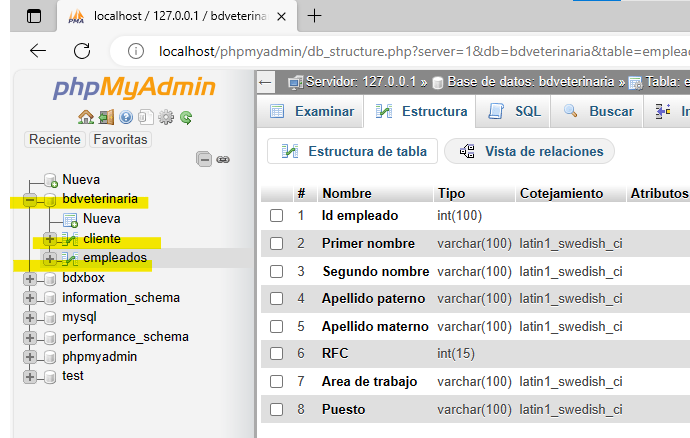 localhost / 127.0.0.1 / bdveterina
localhost/phpmyadmin/db_structure.php?server=1&db=bdveterinaria&table=emplead
phpMyAdmin
Reciente Favoritas
Nueva
bdveterinaria
Nueva
cliente
empleados
bdxbox
information_schema
mysql
performance_schema
phpmyadmin
test
Servidor: 127.0.0.1 » Base de datos: bdveterinaria » Tabla: e
Examinar Estructura SQL Buscar In
Estructura de tabla Vista de relaciones
# Nombre Tipo Cotejamiento Atributos
1 Id empleado int(100)
2 Primer nombre varchar(100) latin1_swedish_ci
3 Segundo nombre varchar(100) latin1_swedish_ci
4 Apellido paterno varchar(100) latin1_swedish_ci
5 Apellido materno varchar(100) latin1_swedish_ci
6 RFC int(15)
7 Area de trabajo varchar(100) latin1_swedish_ci
8 Puesto varchar(100) latin1_swedish_ci